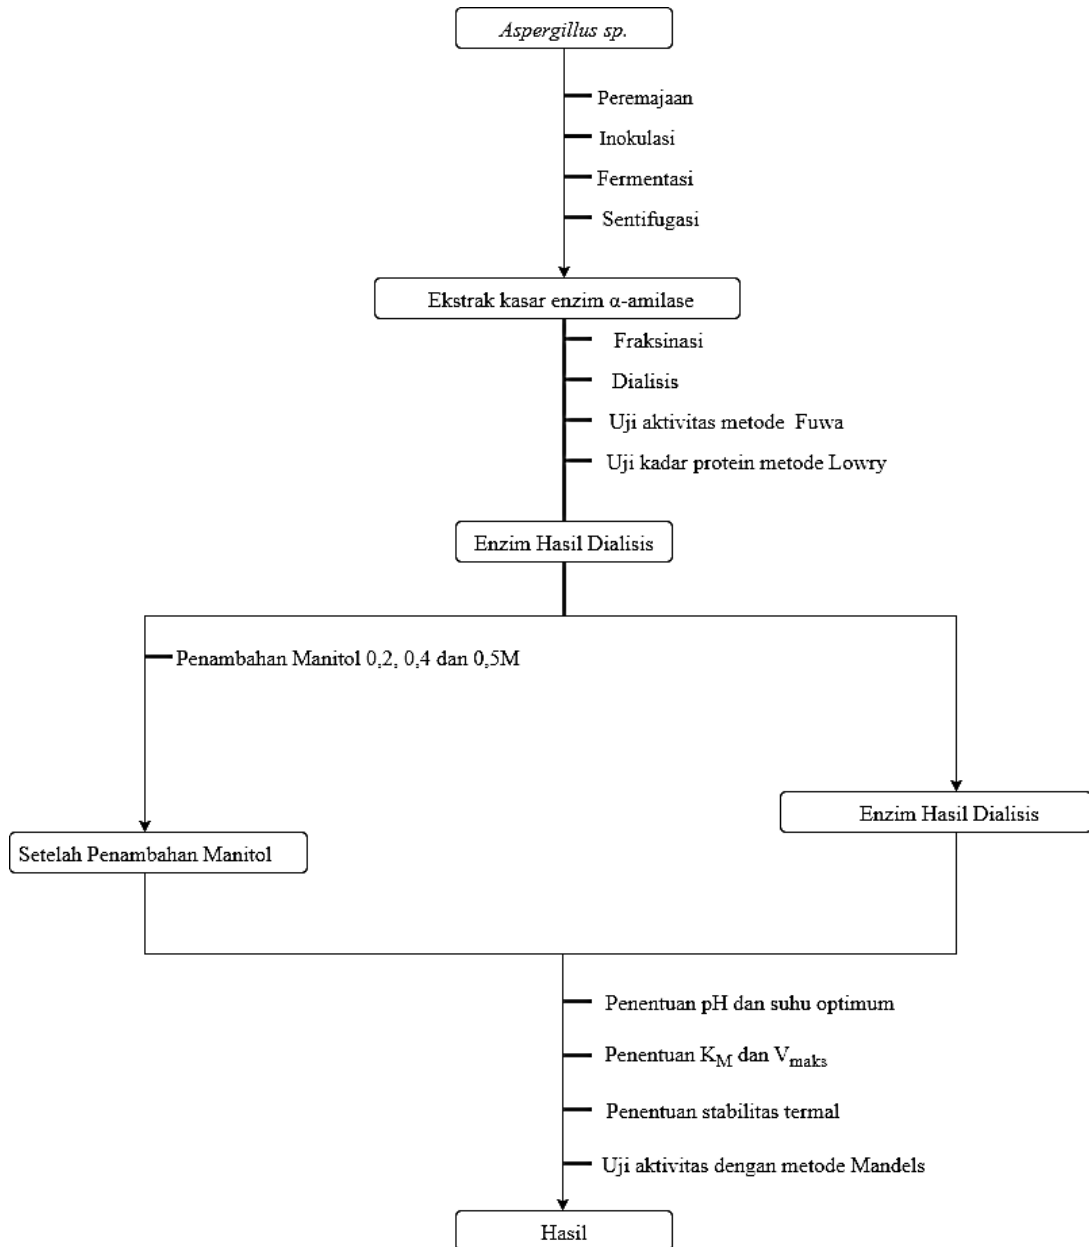 Aspergillus sp.
Peremajaan
Inokulasi
Fermentasi
Sentifugasi
Ekstrak kasar enzim α-amilase
Fraksinasi
Dialisis
Uji aktivitas metode Fuwa
Uji kadar protein metode Lowry
Enzim Hasil Dialisis
Penambahan Manitol 0,2, 0,4 dan 0,5M
Enzim Hasil Dialisis
Setelah Penambahan Manitol
Penentuan pH dan suhu optimum
Penentuan KM dan Vmaks
Penentuan stabilitas termal
Uji aktivitas dengan metode Mandels
Hasil